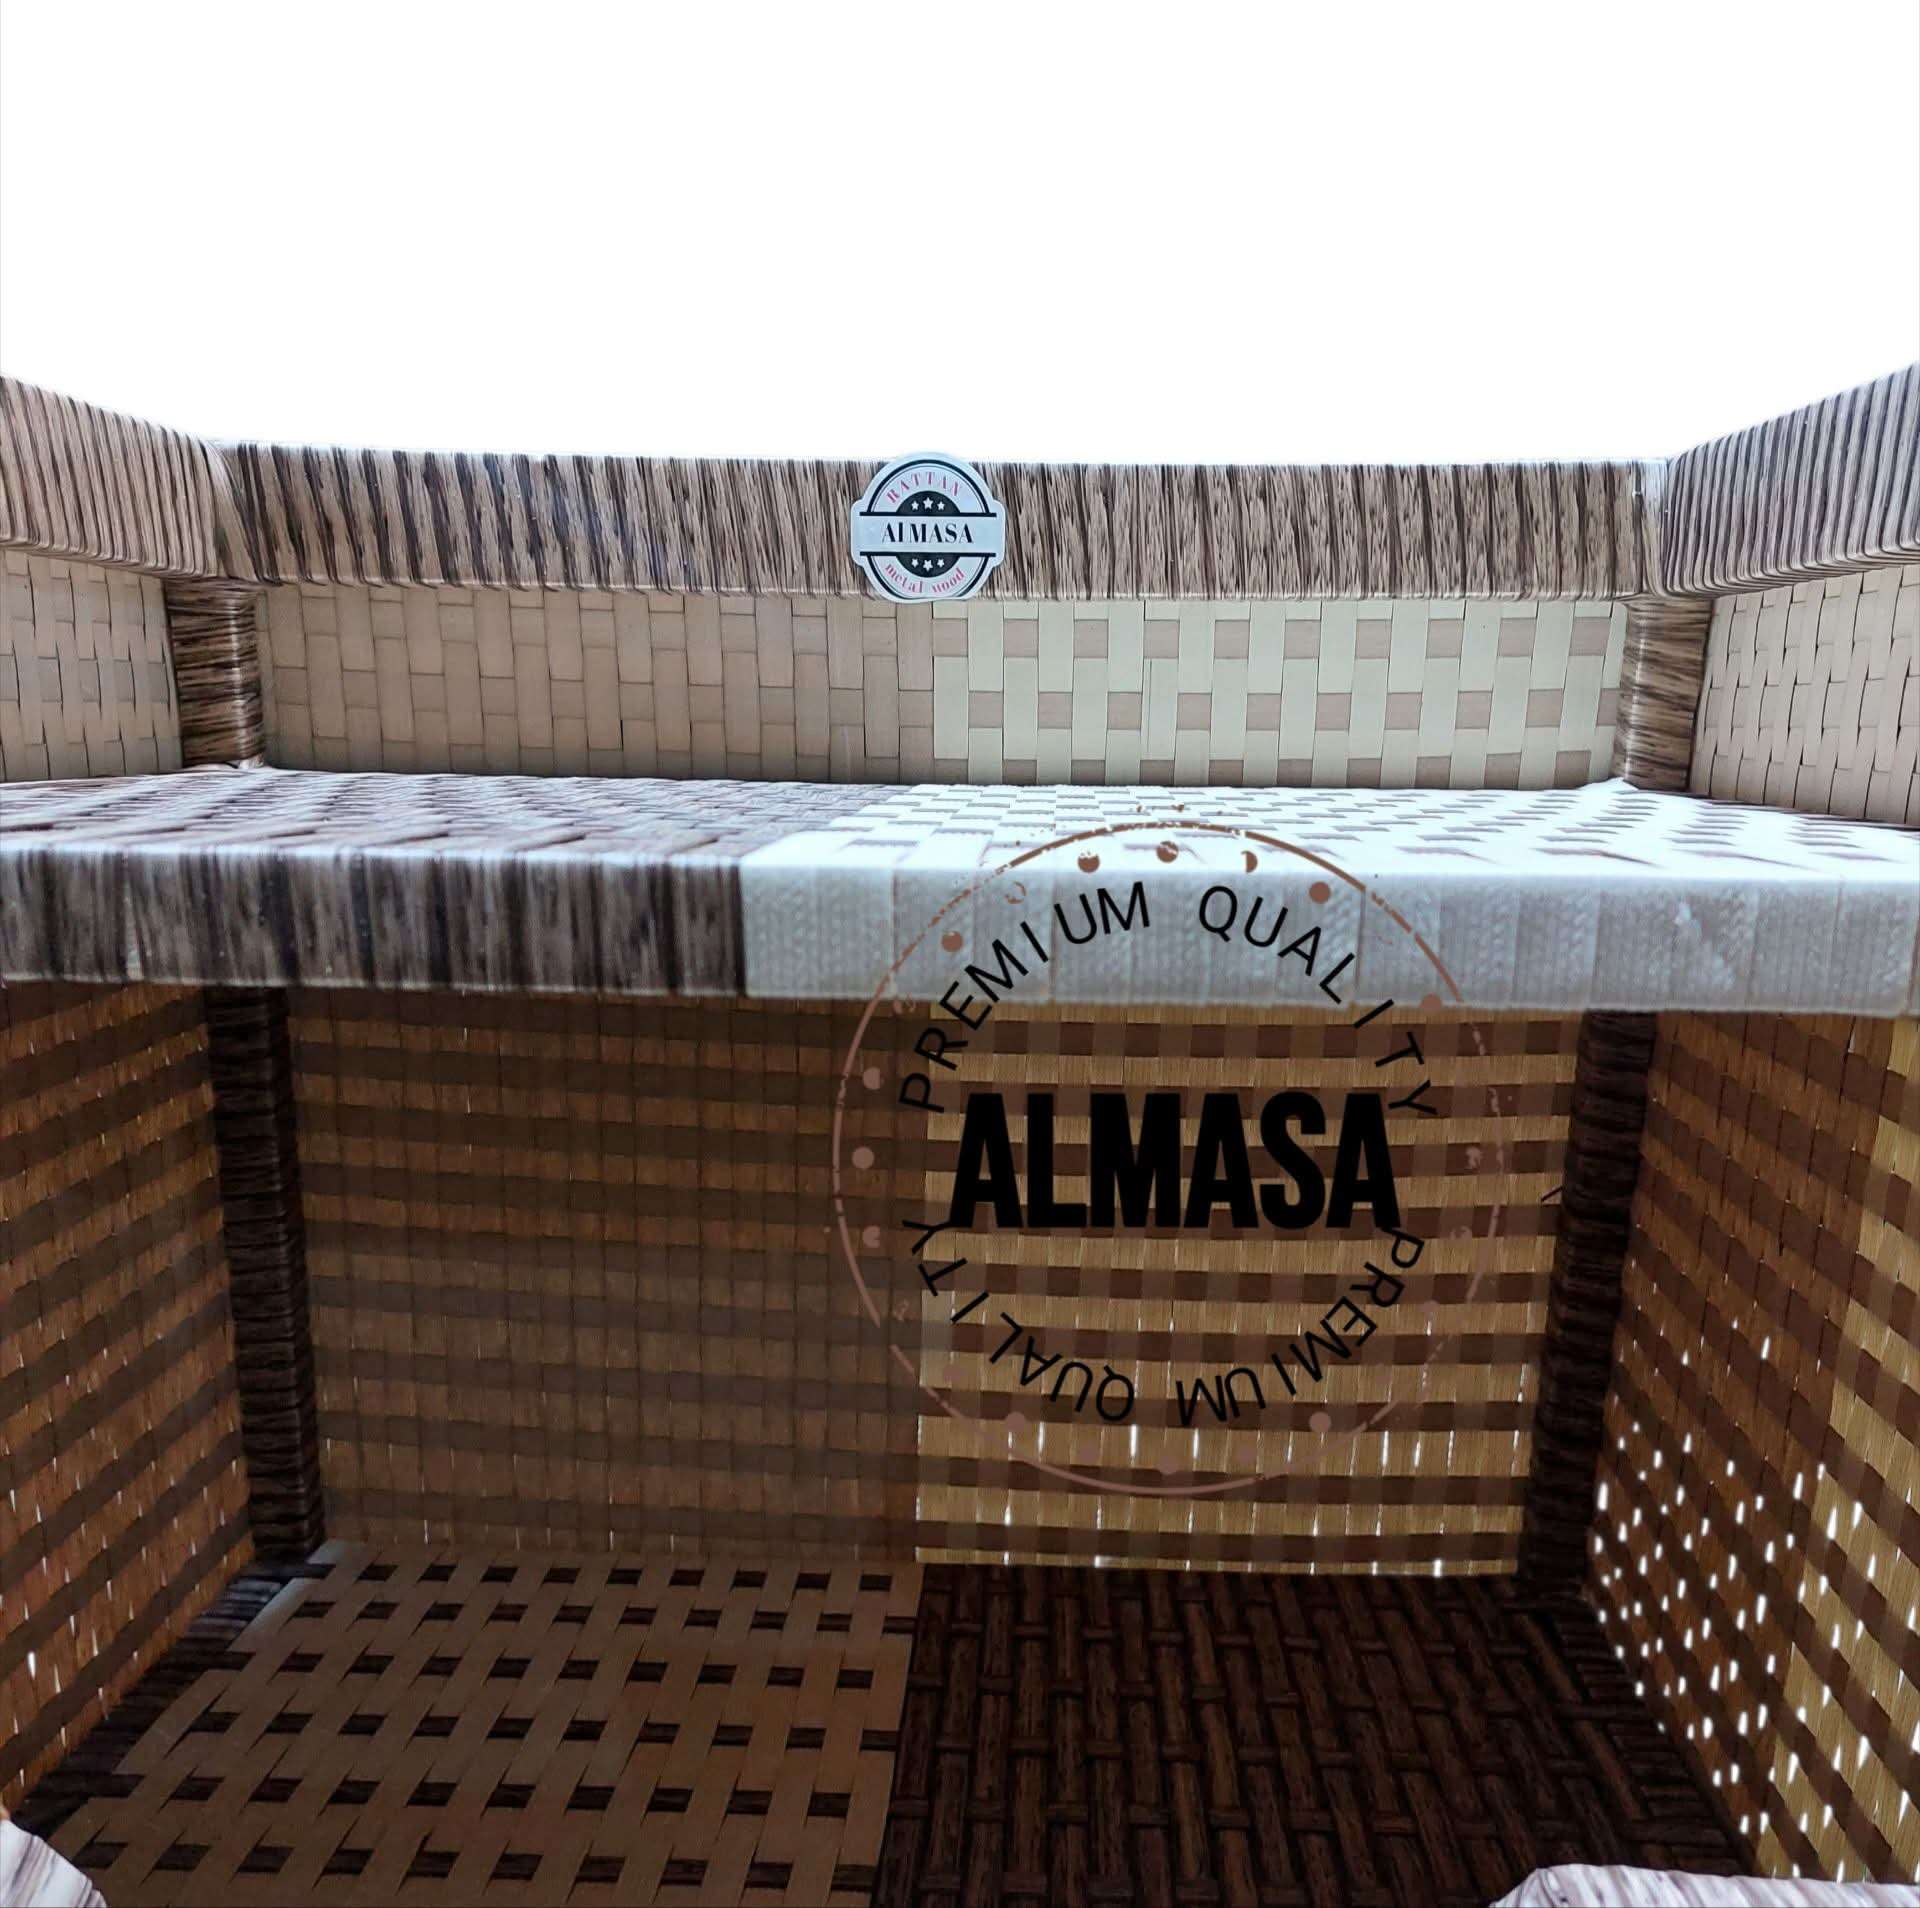 RATTAN
AlMASA
metal wood
PREMIUM QUALITY
ALMASA
PREMIUM QUALITY